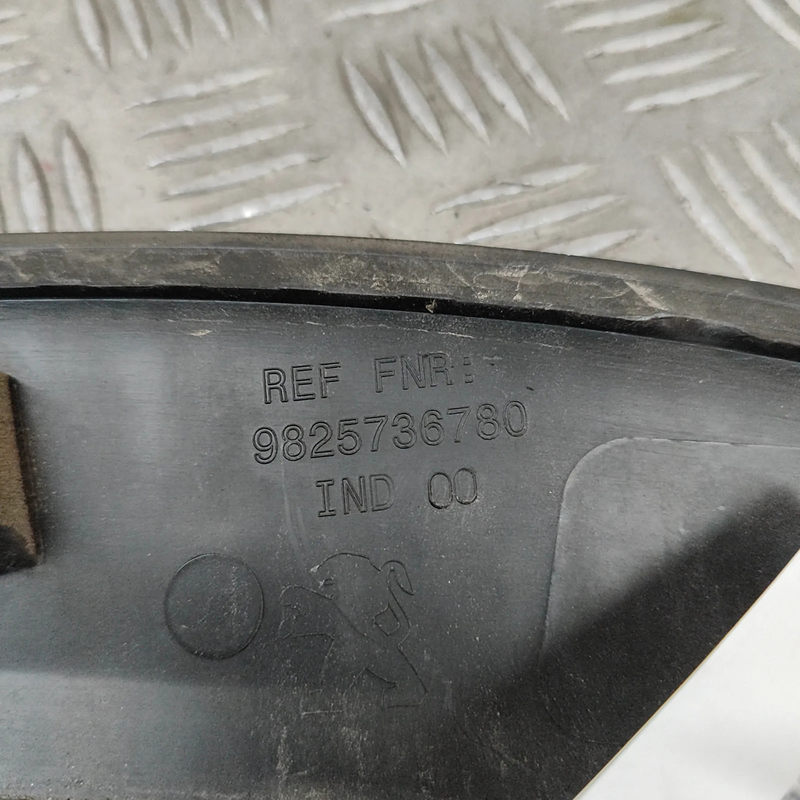 REF FNR:
9825736780
IND 00